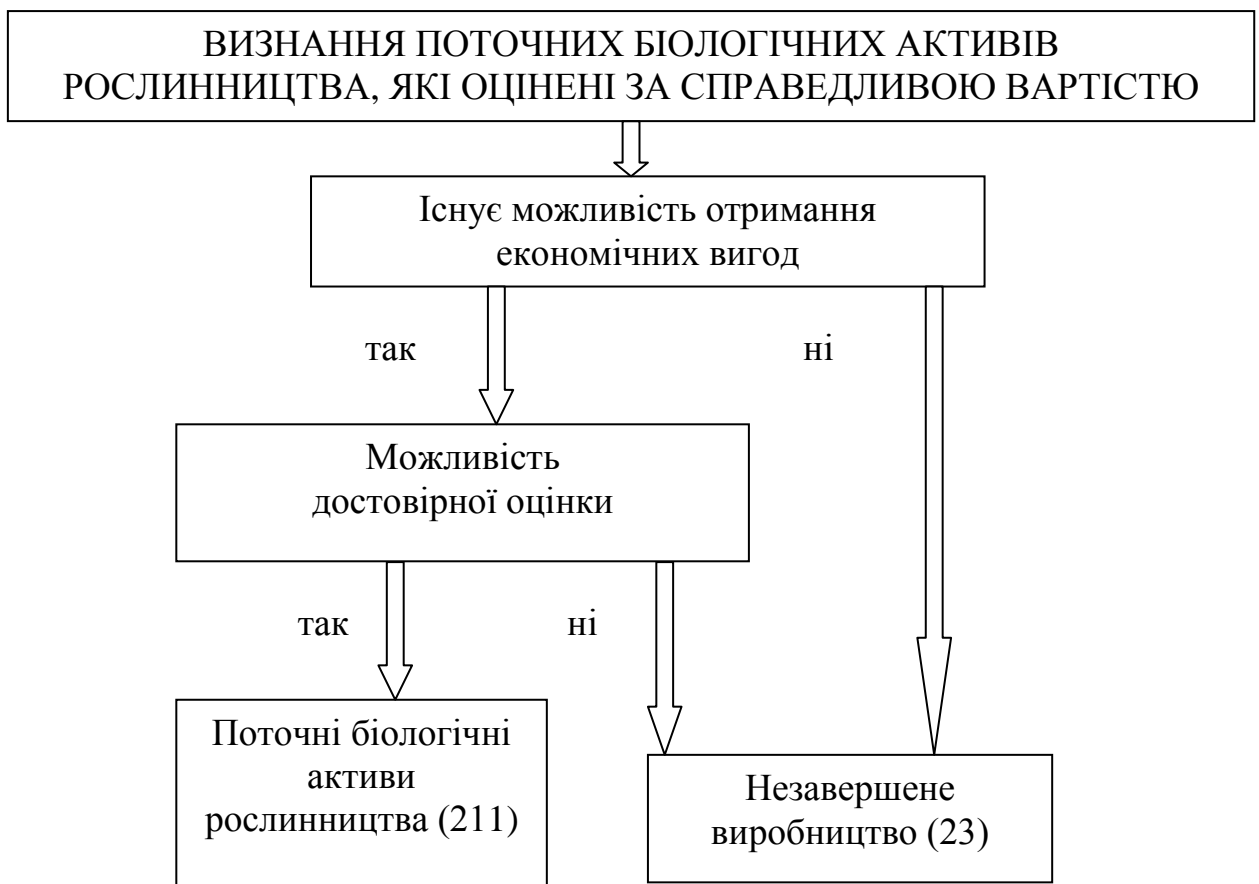 ВИЗНАННЯ ПОТОЧНИХ БІОЛОГІЧНИХ АКТИВІВ
РОСЛИННИЦТВА, ЯКІ ОЦІНЕНІ ЗА СПРАВЕДЛИВОЮ ВАРТІСТЮ
Існує можливість отримання
економічних вигод
так
ні
Можливість
достовірної оцінки
так
ні
Поточні біологічні
активи
рослинництва (211)
Незавершене
виробництво (23)